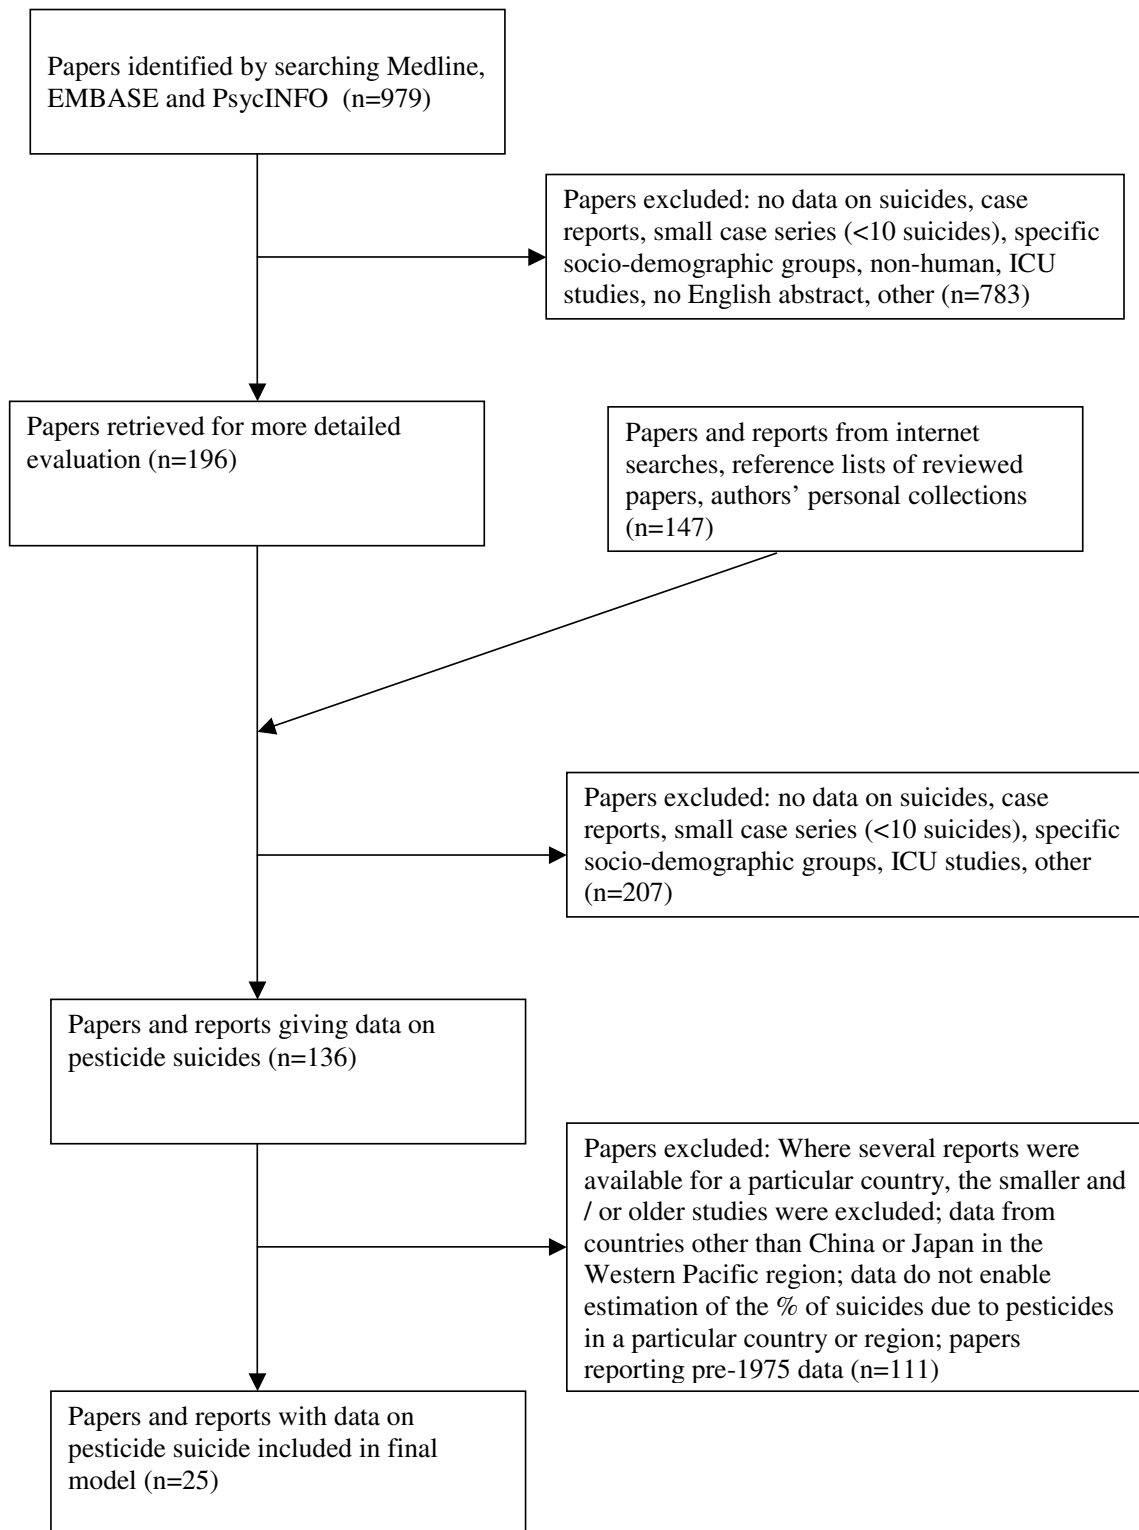 Papers identified by searching Medline,
EMBASE and PsycINFO (n=979)
Papers excluded: no data on suicides, case
reports, small case series (<10 suicides), specific
socio-demographic groups, non-human, ICU
studies, no English abstract, other (n=783)
Papers retrieved for more detailed
evaluation (n=196)
Papers and reports from internet
searches, reference lists of reviewed
papers, authors' personal collections
(n=147)
Papers excluded: no data on suicides, case
reports, small case series (<10 suicides), specific
socio-demographic groups, ICU studies, other
(n=207)
Papers and reports giving data on
pesticide suicides (n=136)
Papers excluded: Where several reports were
available for a particular country, the smaller and
/ or older studies were excluded; data from
countries other than China or Japan in the
Western Pacific region; data do not enable
estimation of the % of suicides due to pesticides
in a particular country or region; papers
reporting pre-1975 data (n=111)
Papers and reports with data on
pesticide suicide included in final
model (n=25)